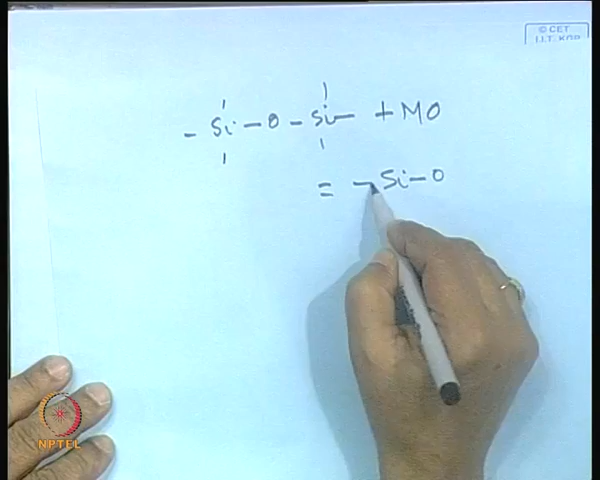 © CET
I.I.T. KGP
- Si - O - Si - + MO
= - Si - O
NPTEL